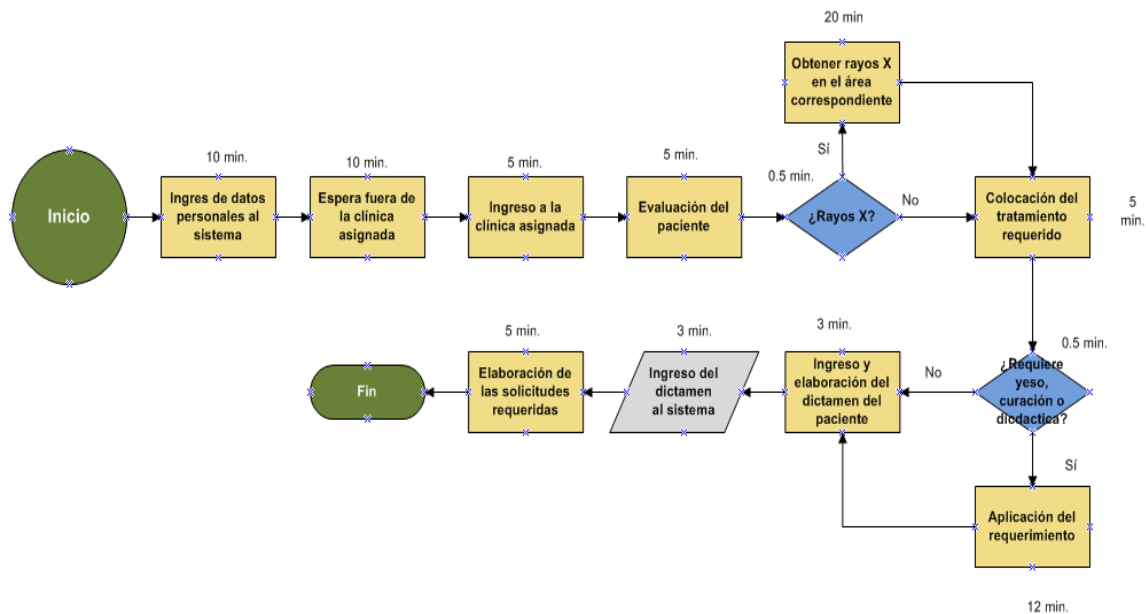 20 min
Obtener rayos X
en el área
correspondiente
Sí
10 min.
10 min.
5 min.
5 min.
0.5 min.
Inicio
Ingres de datos
personales al
sistema
Espera fuera de
la clínica
asignada
Ingreso a la
clínica asignada
Evaluación del
paciente
¿Rayos X?
No
Colocación del
tratamiento
requerido
5
min.
0.5 min.
¿Requiere
yeso,
curación o
dicdactica?
No
Sí
3 min.
Ingreso y
elaboración del
dictamen del
paciente
3 min.
Ingreso del
dictamen
al sistema
5 min.
Elaboración de
las solicitudes
requeridas
Fin
Aplicación del
requerimiento
12 min.